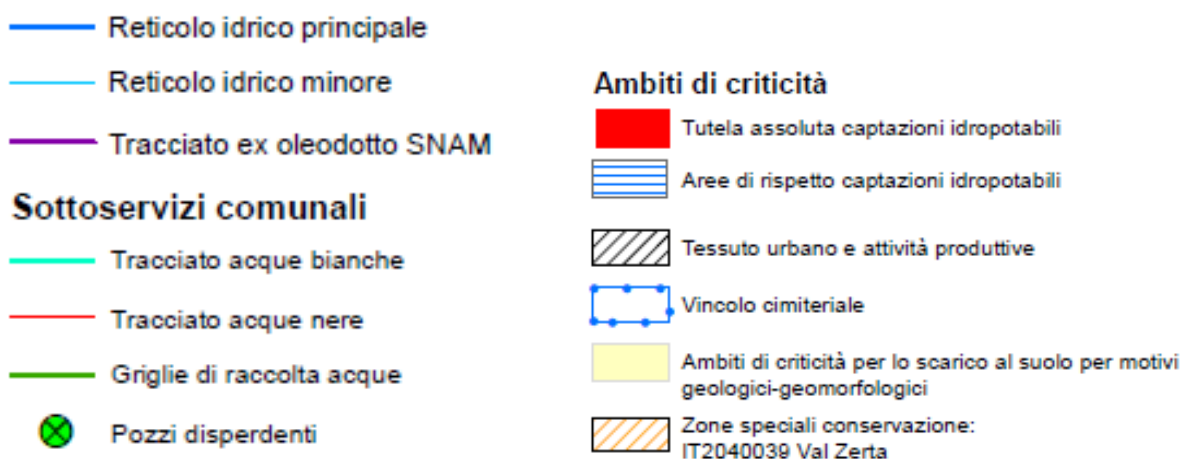 Reticolo idrico principale
Reticolo idrico minore
Tracciato ex oleodotto SNAM
Sottoservizi comunali
Tracciato acque bianche
Tracciato acque nere
Griglie di raccolta acque
Pozzi disperdenti
Ambiti di criticità
Tutela assoluta captazioni idropotabili
Aree di rispetto captazioni idropotabili
Tessuto urbano e attività produttive
Vincolo cimiteriale
Ambiti di criticità per lo scarico al suolo per motivi
geologici-geomorfologici
Zone speciali conservazione:
IT2040039 Val Zerta